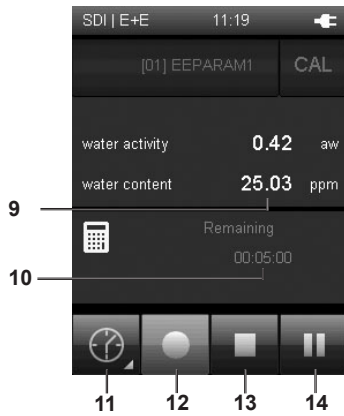 SDI | E+E 11:19
[01] EEPARAM1 CAL
water activity 0.42 aw
water content 25.03 ppm
9
Remaining
00:05:00
10
11 12 13 14